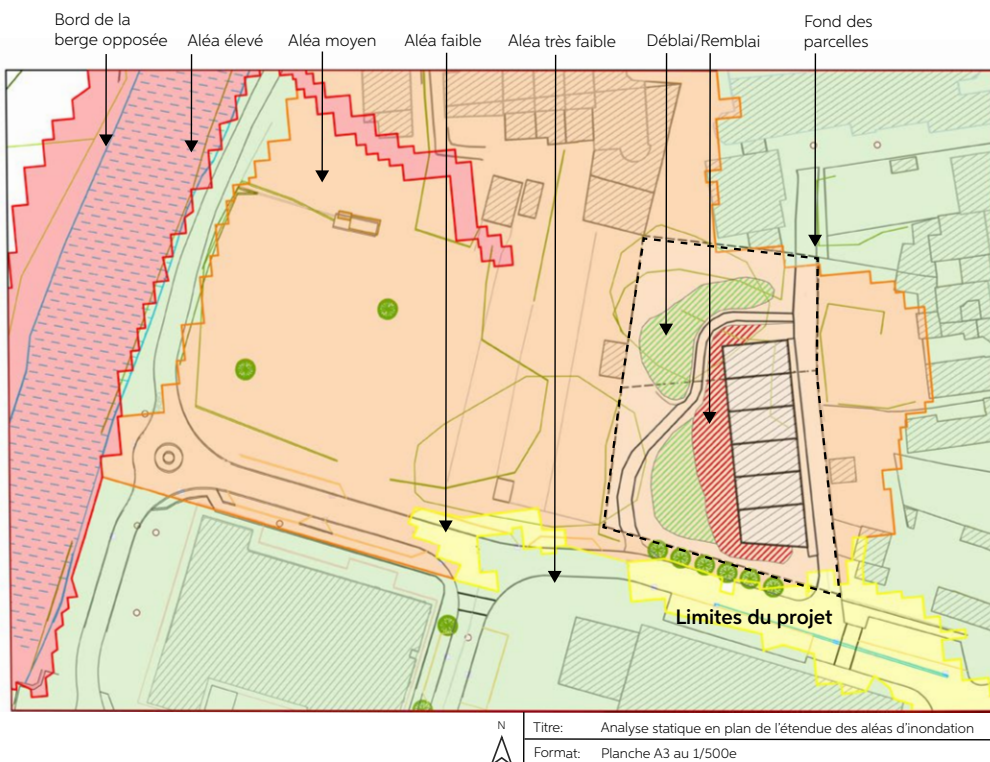 Bord de la
berge opposée
Aléa élevé
Aléa moyen
Aléa faible
Aléa très faible
Déblai/Remblai
Fond des
parcelles
Limites du projet
N
Titre: Analyse statique en plan de l'étendue des aléas d'inondation
Format: Planche A3 au 1/500e